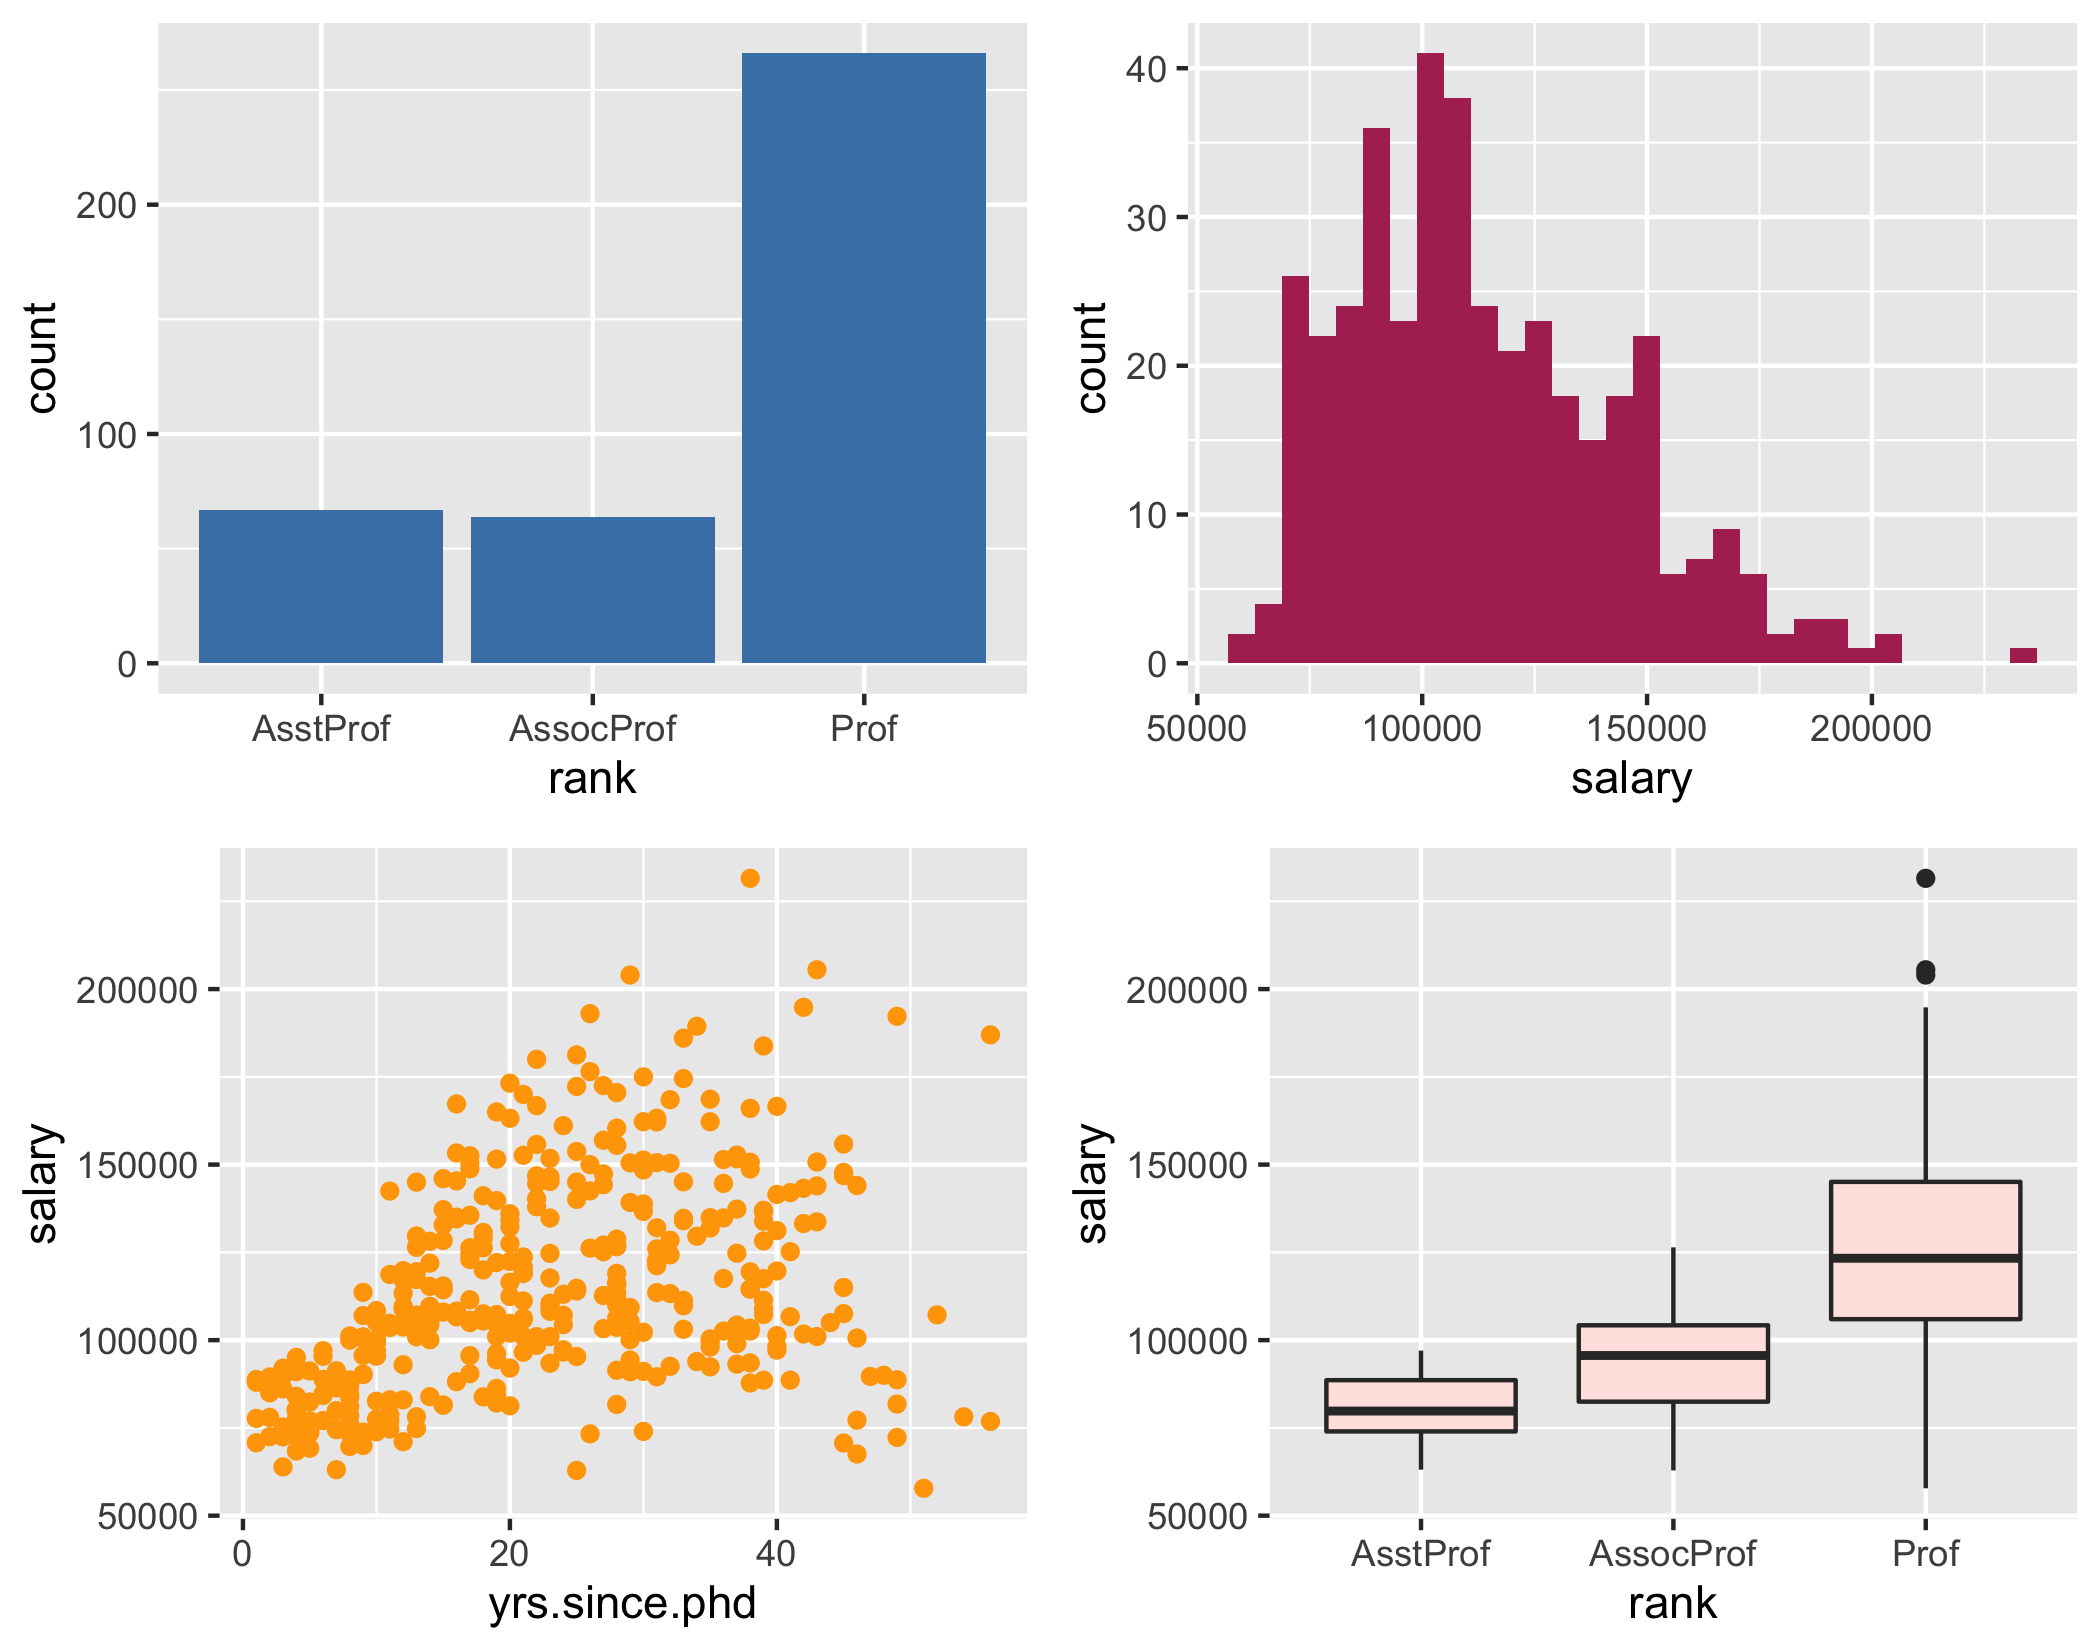 count
200
100
0
AsstProf AssocProf Prof
rank
count
40
30
20
10
0
50000 100000 150000 200000
salary
salary
200000
150000
100000
50000
0 20 40
yrs.since.phd
salary
200000
150000
100000
50000
AsstProf AssocProf Prof
rank